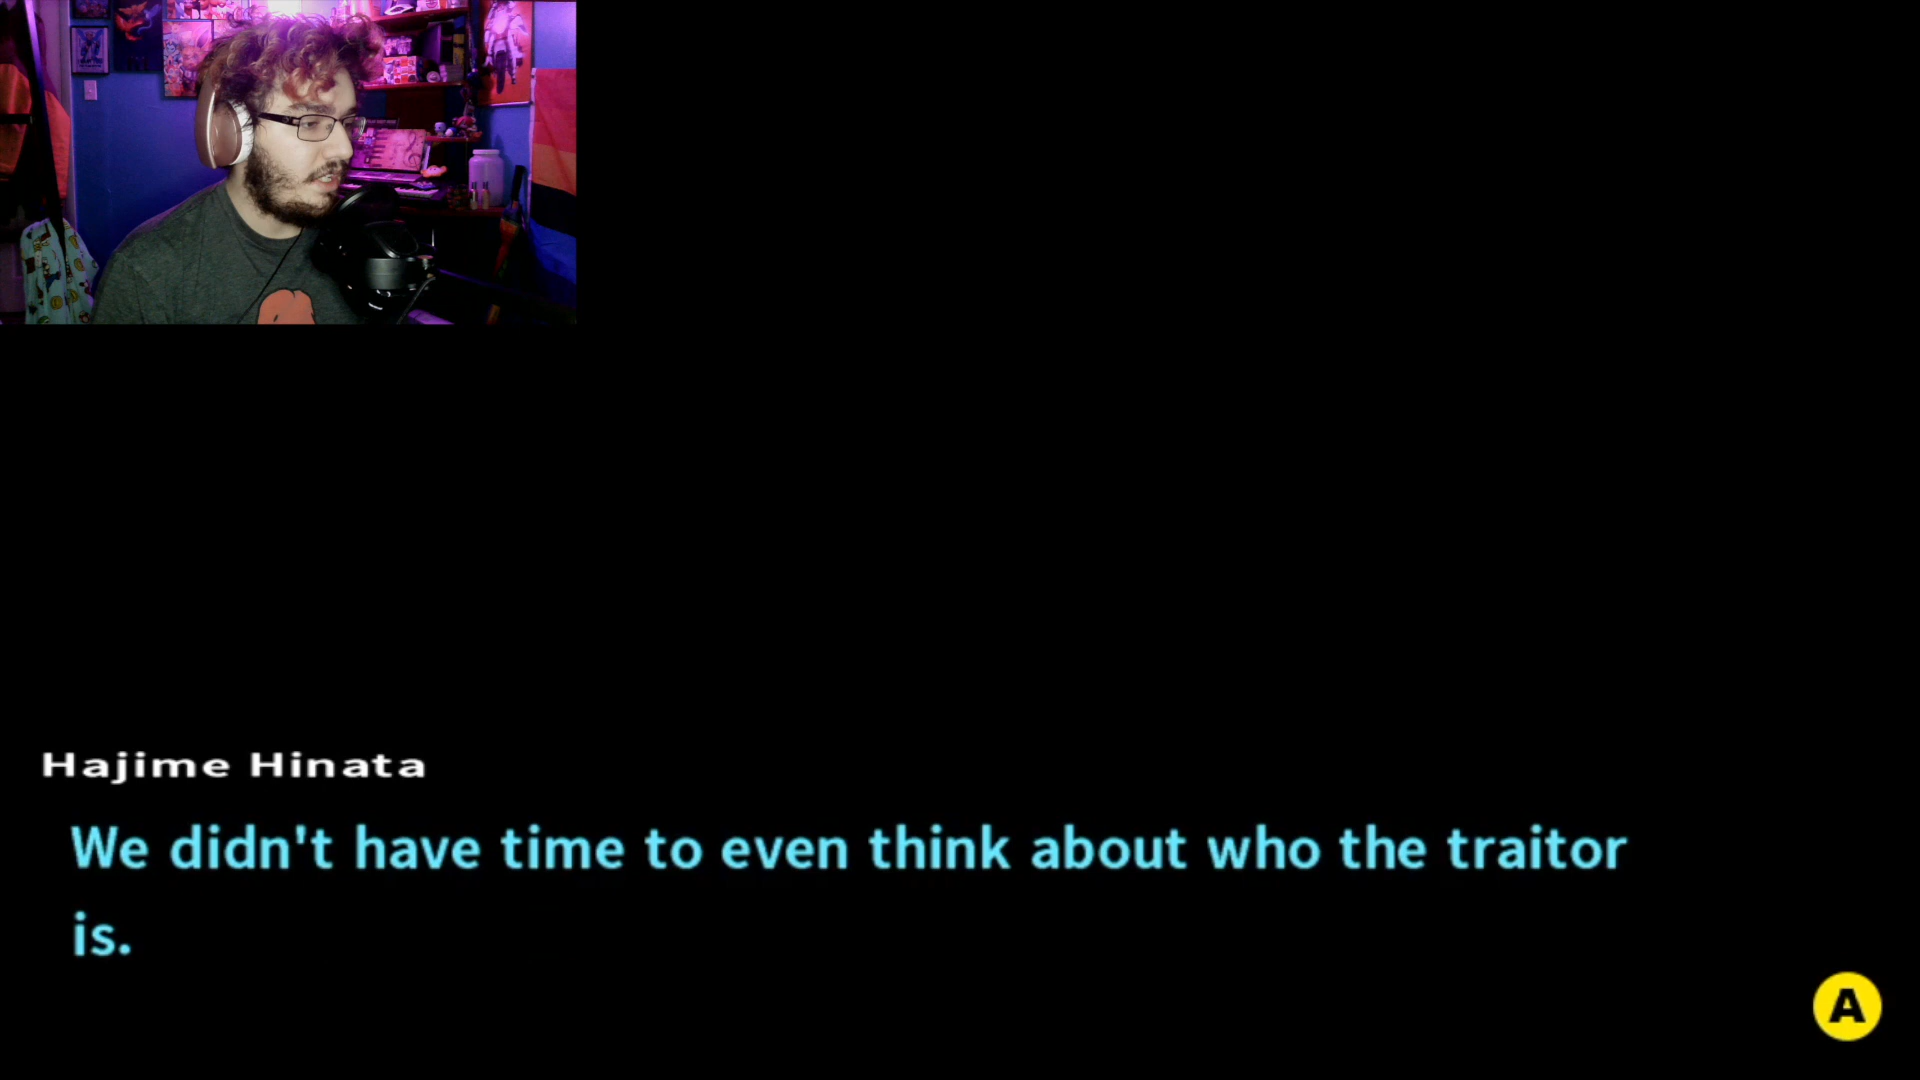 Hajime Hinata
We didn't have time to even think about who the traitor
is.
A